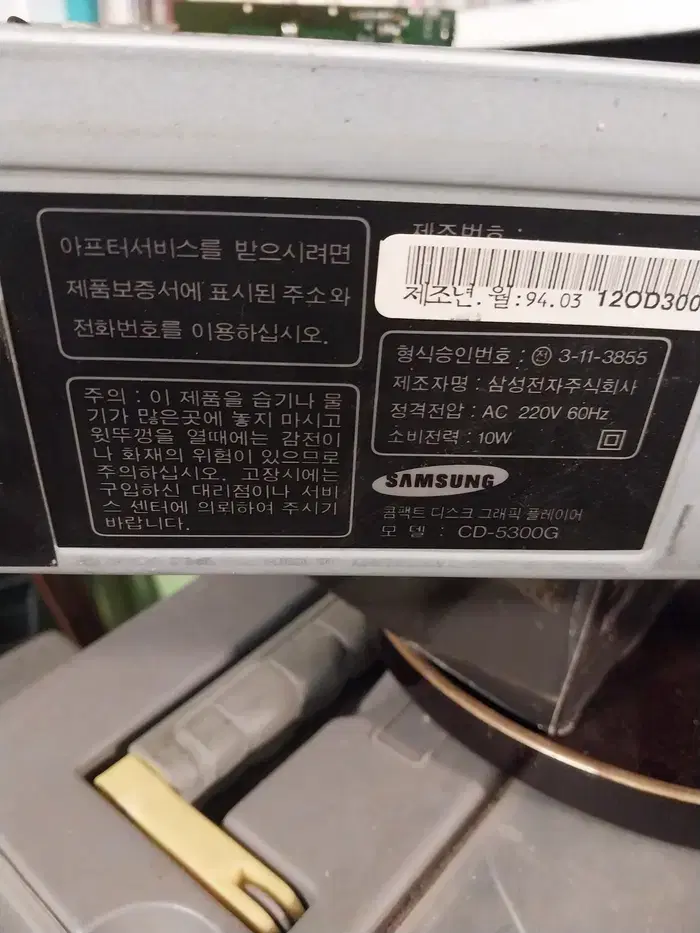 아프터서비스를 받으시려면
제품보증서에 표시된 주소와
전화번호를 이용하십시오.
주의 : 이 제품을 습기나 물
기가 많은곳에 놓지 마시고
윗뚜껑을 열때에는 감전이
나 화재의 위험이 있으므로
주의하십시오. 고장시에는
구입하신 대리점이나 서비
스 센터에 의뢰하여 주시기
바랍니다.
제조번호 :
제조년. 월:94.03 12OD300
형식승인번호 : 전 3-11-3855
제조자명 : 삼성전자주식회사
정격전압 : AC 220V 60Hz
소비전력 : 10W
SAMSUNG
콤팩트 디스크 그래픽 플레이어
모 델 : CD-5300G